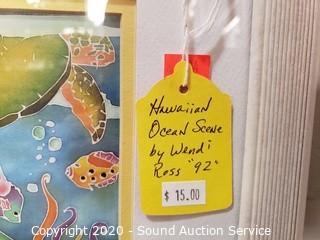 Hawaiian
Ocean Scene
by Wendi
Ross "92"
$ 15.00
Copyright 2020 - Sound Auction Service